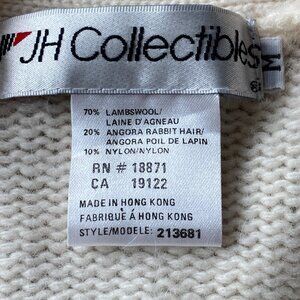 JH Collectibles
®
M
70% LAMBSWOOL/
LAINE D'AGNEAU
20% ANGORA RABBIT HAIR/
ANGORA POIL DE LAPIN
10% NYLON/NYLON
RN # 18871
CA 19122
MADE IN HONG KONG
FABRIQUÉ Á HONG KONG
STYLE/MODELE: 213681